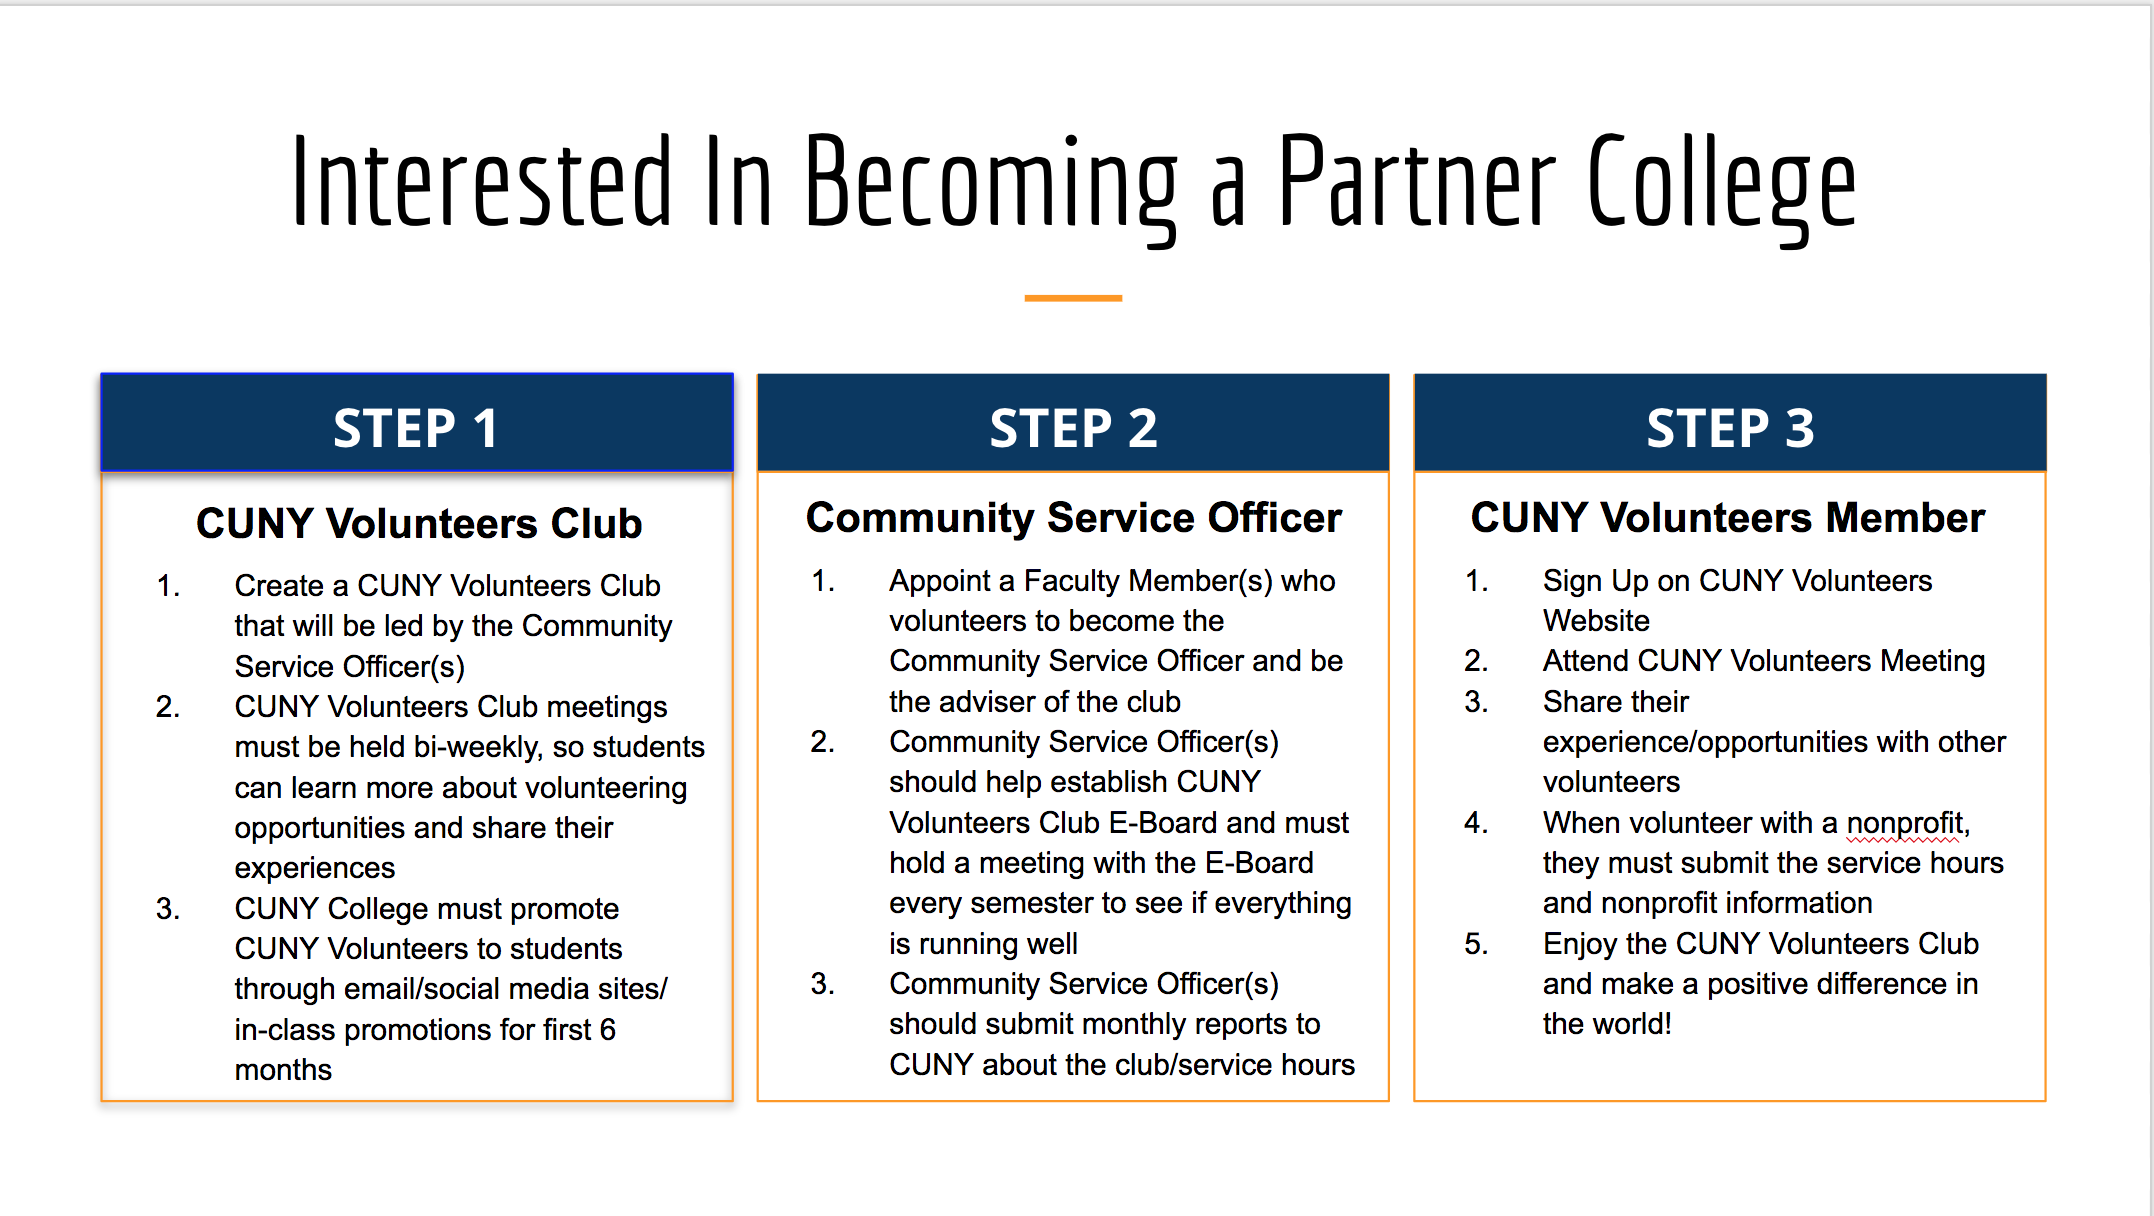 Interested In Becoming a Partner College
STEP 1
CUNY Volunteers Club
1. Create a CUNY Volunteers Club
that will be led by the Community
Service Officer(s)
2. CUNY Volunteers Club meetings
must be held bi-weekly, so students
can learn more about volunteering
opportunities and share their
experiences
3. CUNY College must promote
CUNY Volunteers to students
through email/social media sites/
in-class promotions for first 6
months
STEP 2
Community Service Officer
1. Appoint a Faculty Member(s) who
volunteers to become the
Community Service Officer and be
the adviser of the club
2. Community Service Officer(s)
should help establish CUNY
Volunteers Club E-Board and must
hold a meeting with the E-Board
every semester to see if everything
is running well
3. Community Service Officer(s)
should submit monthly reports to
CUNY about the club/service hours
STEP 3
CUNY Volunteers Member
1. Sign Up on CUNY Volunteers
Website
2. Attend CUNY Volunteers Meeting
3. Share their
experience/opportunities with other
volunteers
4. When volunteer with a nonprofit,
they must submit the service hours
and nonprofit information
5. Enjoy the CUNY Volunteers Club
and make a positive difference in
the world!